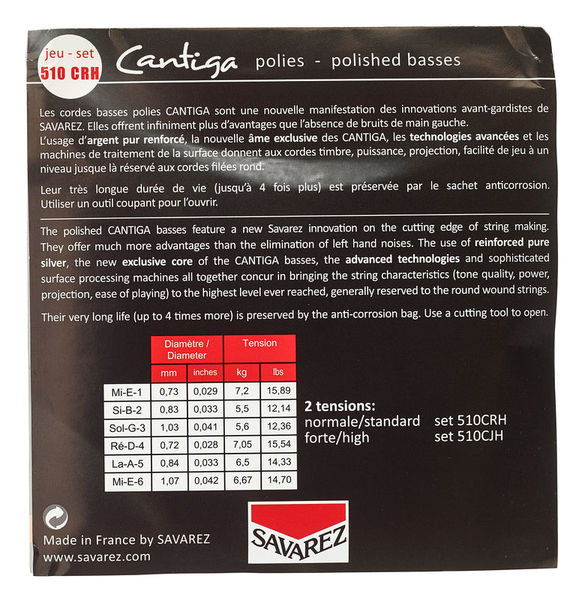 jeu - set
510 CRH
Cantiga polies - polished basses
Les cordes basses polies CANTIGA sont une nouvelle manifestation des innovations avant-gardistes de
SAVAREZ. Elles offrent infiniment plus d'avantages que l'absence de bruits de main gauche.
L'usage d'argent pur renforcé, la nouvelle âme exclusive des CANTIGA, les technologies avancées et les
machines de traitement de la surface donnent aux cordes timbre, puissance, projection, facilité de jeu à un
niveau jusque là réservé aux cordes filées rond.
Leur très longue durée de vie (jusqu'à 4 fois plus) est préservée par le sachet anticorrosion.
Utiliser un outil coupant pour l'ouvrir.
The polished CANTIGA basses feature a new Savarez innovation on the cutting edge of string making.
They offer much more advantages than the elimination of left hand noises. The use of reinforced pure
silver, the new exclusive core of the CANTIGA basses, the advanced technologies and sophisticated
surface processing machines all together concur in bringing the string characteristics (tone quality, power,
projection, ease of playing) to the highest level ever reached, generally reserved to the round wound strings.
Their very long life (up to 4 times more) is preserved by the anti-corrosion bag. Use a cutting tool to open.
Diamètre / Tension
Diameter
mm inches kg lbs
Mi-E-1 0,73 0,029 7,2 15,89
Si-B-2 0,83 0,033 5,5 12,14
Sol-G-3 1,03 0,041 5,6 12,36
Ré-D-4 0,72 0,028 7,05 15,54
La-A-5 0,84 0,033 6,5 14,33
Mi-E-6 1,07 0,042 6,67 14,70
2 tensions:
normale/standard set 510CRH
forte/high set 510CJH
SAVAREZ
Made in France by SAVAREZ
www.savarez.com